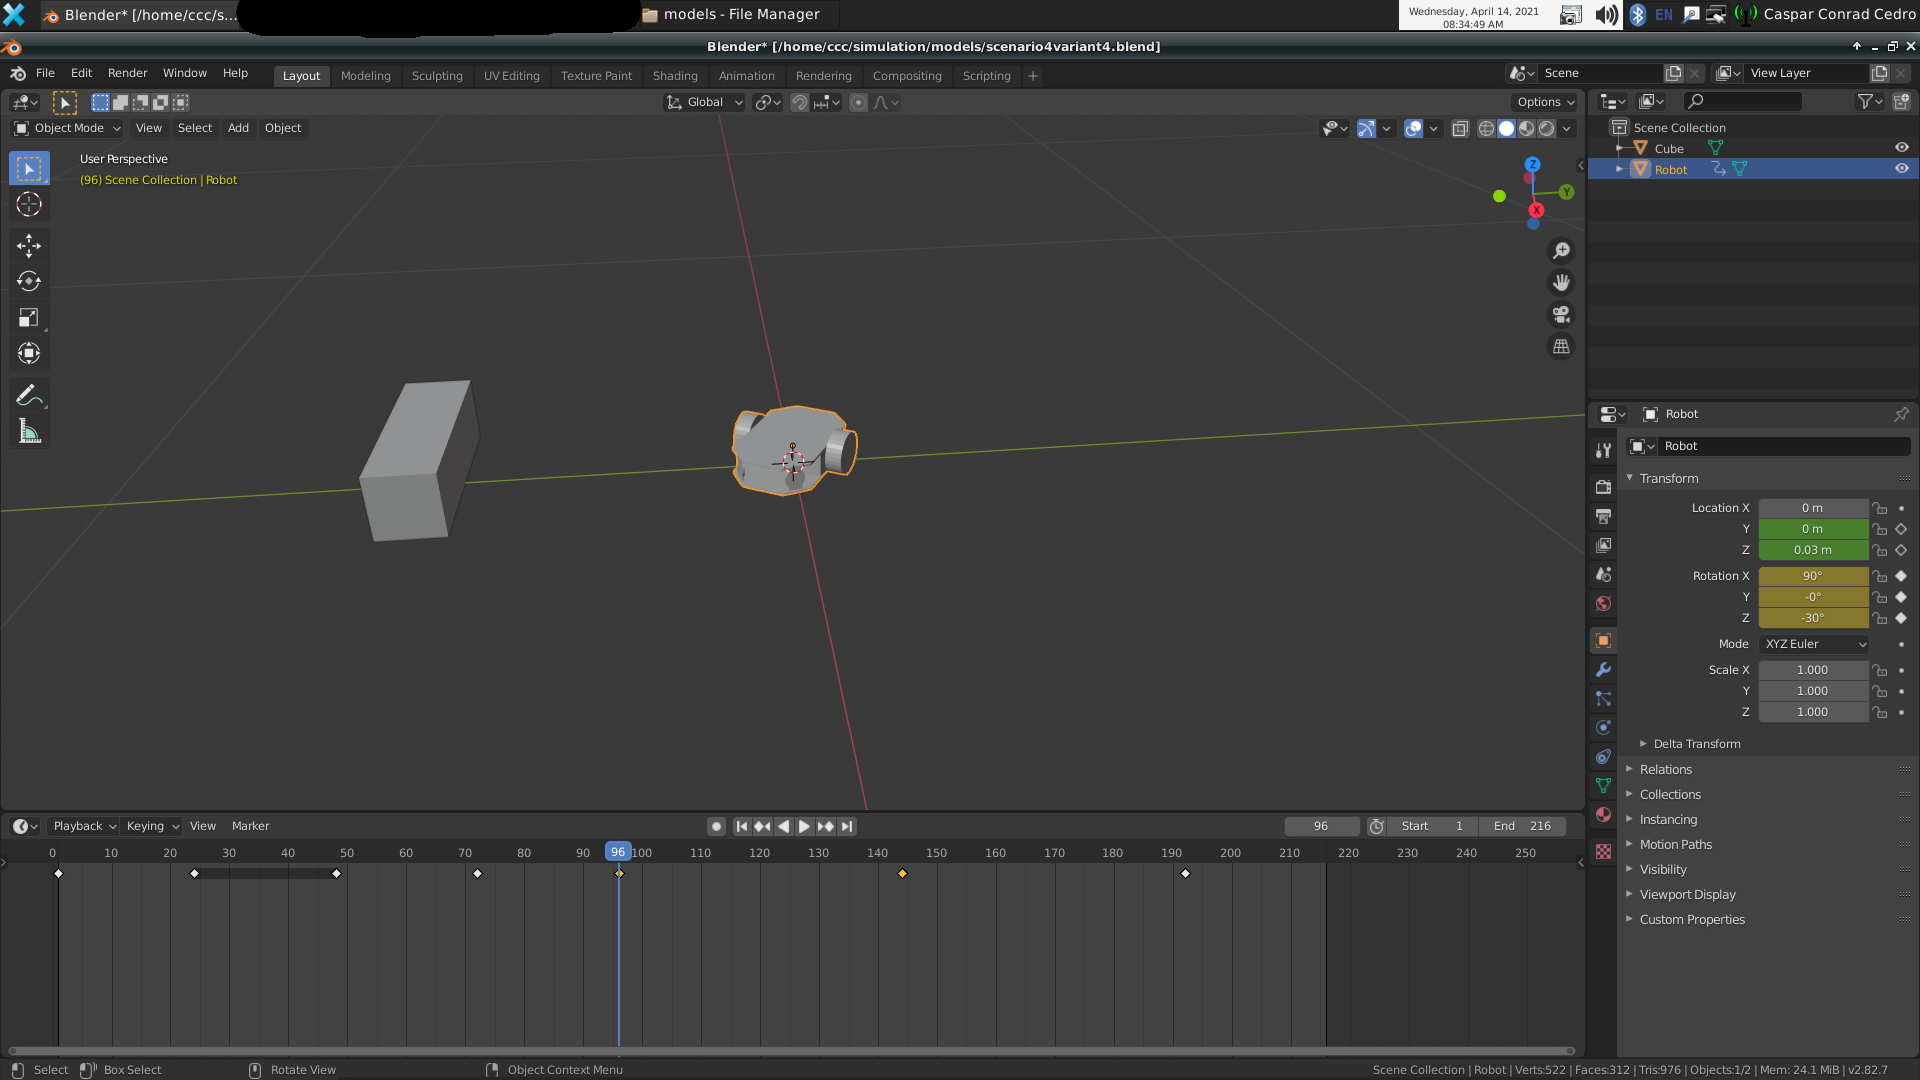 Blender* [/home/ccc/s...
models - File Manager
Wednesday, April 14, 2021
08:34:49 AM
EN
Caspar Conrad Cedro
Blender* [/home/ccc/simulation/models/scenario4variant4.blend]
File Edit Render Window Help
Layout Modeling Sculpting UV Editing Texture Paint Shading Animation Rendering Compositing Scripting +
Scene
View Layer
Global
Options
Object Mode View Select Add Object
User Perspective
(96) Scene Collection | Robot
Z
Y
X
Scene Collection
Cube
Robot
Robot
Robot
Transform
Location X 0 m
Y 0 m
Z 0.03 m
Rotation X 90°
Y -0°
Z -30°
Mode XYZ Euler
Scale X 1.000
Y 1.000
Z 1.000
Delta Transform
Relations
Collections
Instancing
Motion Paths
Visibility
Viewport Display
Custom Properties
Playback Keying View Marker
96
Start 1
End 216
0 10 20 30 40 50 60 70 80 90 96 100 110 120 130 140 150 160 170 180 190 200 210 220 230 240 250
Select
Box Select
Rotate View
Object Context Menu
Scene Collection | Robot | Verts:522 | Faces:312 | Tris:976 | Objects:1/2 | Mem: 24.1 MiB | v2.82.7